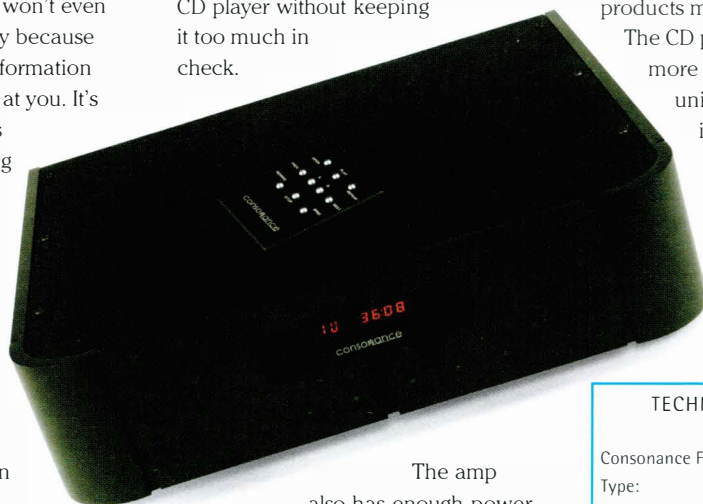 won't even
y because
formation
at you. It's
s
g
n
CD player without keeping
it too much in
check.
products m
The CD p
more
uni
i
consonance
10 36:08
consonance
The amp
also has enough power
TECHN
Consonance F
Type: